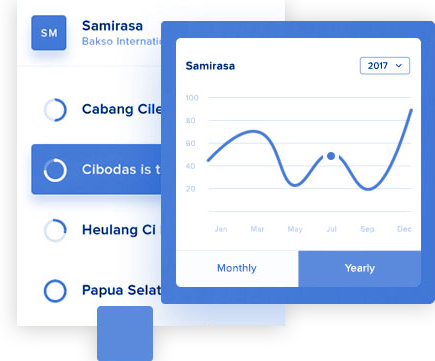 SM
Samirasa
Bakso Internatio
Cabang Cile
Cibodas is t
Heulang Ci
Papua Selat
Samirasa
2017
100
80
60
40
20
Jan Mar May Jul Sep Dec
Monthly Yearly